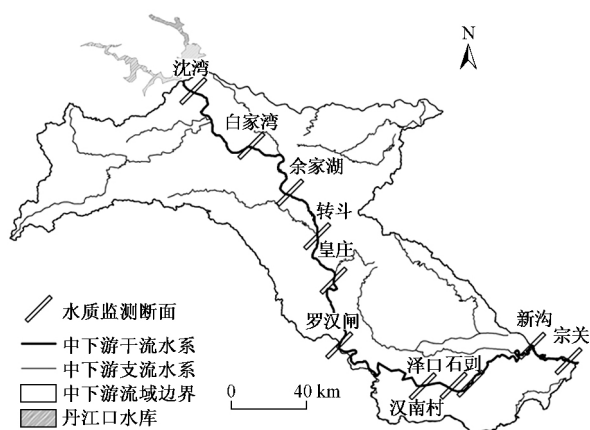 N
沈湾
白家湾
余家湖
转斗
皇庄
罗汉闸
泽口
石剅
汉南村
新沟
宗关
水质监测断面
中下游干流水系
中下游支流水系
中下游流域边界
丹江口水库
0 40 km